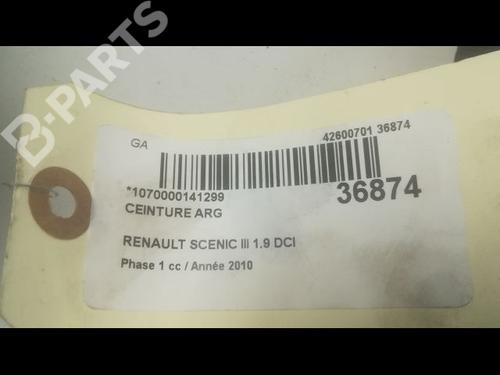 B-PARTS
GA
42600701 36874
*1070000141299
36874
CEINTURE ARG
RENAULT SCENIC III 1.9 DCI
Phase 1 cc / Année 2010